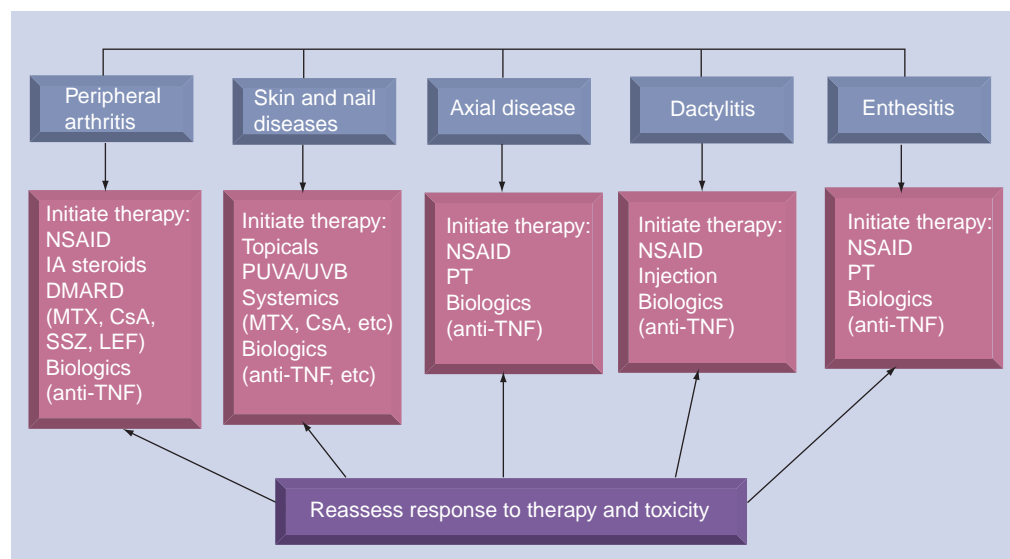 Peripheral
arthritis
Skin and nail
diseases
Axial disease
Dactylitis
Enthesitis
Initiate therapy:
NSAID
IA steroids
DMARD
(MTX, CsA,
SSZ, LEF)
Biologics
(anti-TNF)
Initiate therapy:
Topicals
PUVA/UVB
Systemics
(MTX, CsA, etc)
Biologics
(anti-TNF, etc)
Initiate therapy:
NSAID
PT
Biologics
(anti-TNF)
Initiate therapy:
NSAID
Injection
Biologics
(anti-TNF)
Initiate therapy:
NSAID
PT
Biologics
(anti-TNF)
Reassess response to therapy and toxicity